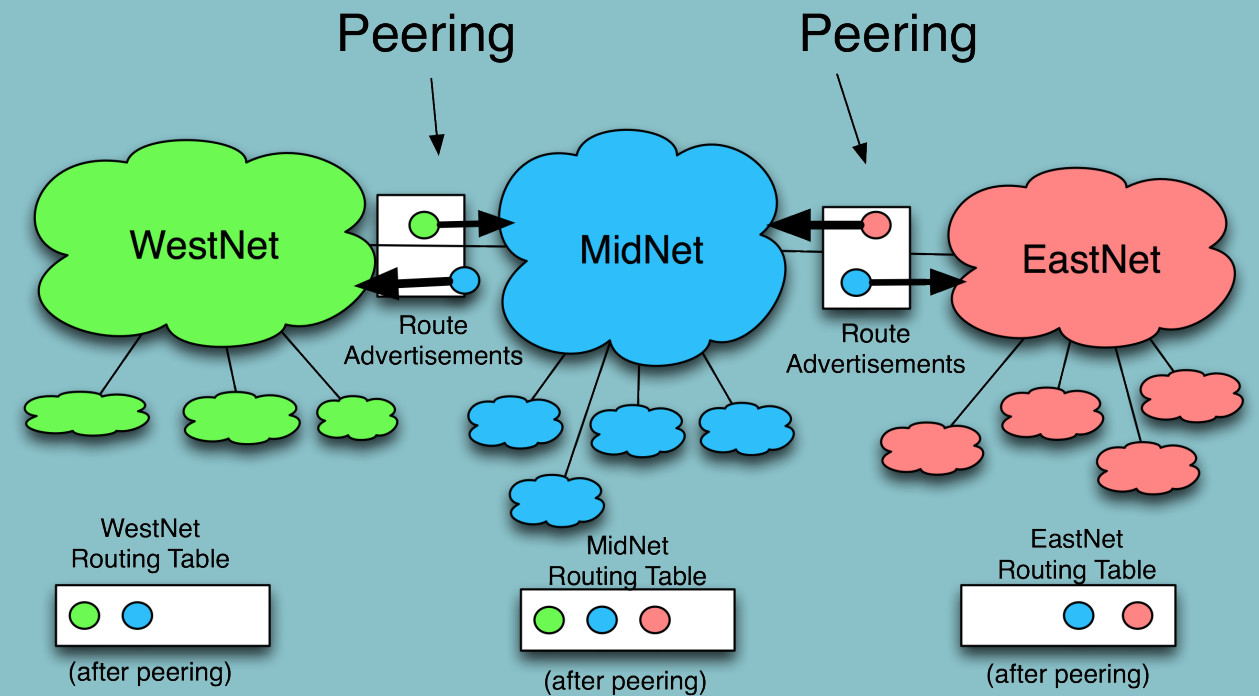 Peering
Peering
WestNet
MidNet
EastNet
Route
Advertisements
Route
Advertisements
WestNet
Routing Table
(after peering)
MidNet
Routing Table
(after peering)
EastNet
Routing Table
(after peering)